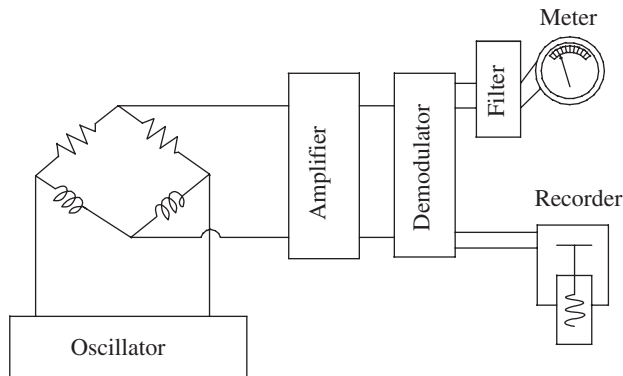 Meter
Filter
Amplifier
Demodulator
Recorder
Oscillator